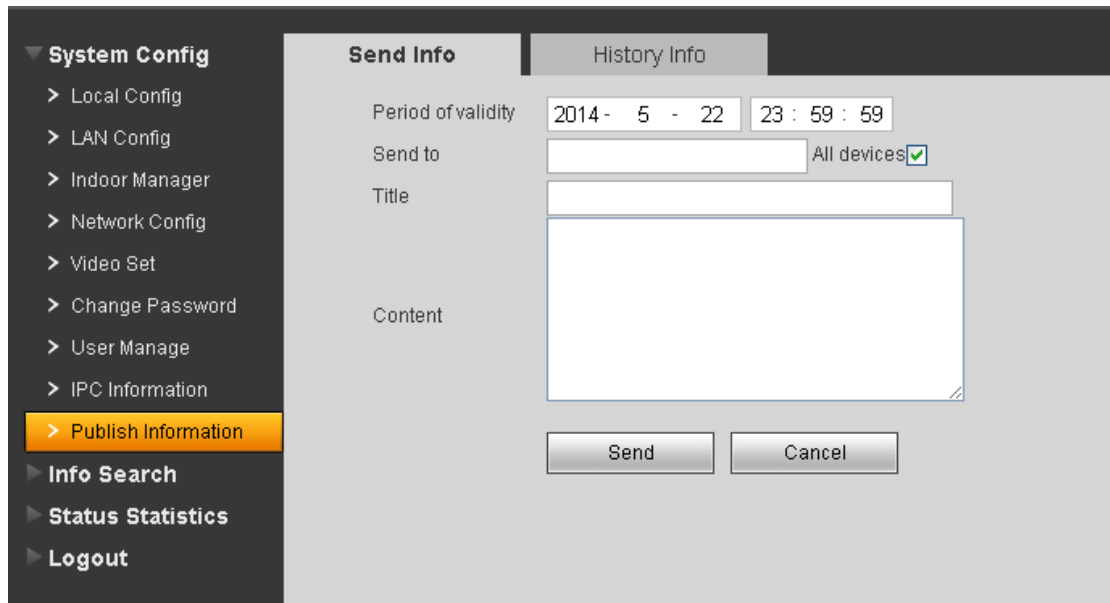 System Config
Local Config
LAN Config
Indoor Manager
Network Config
Video Set
Change Password
User Manage
IPC Information
Publish Information
Info Search
Status Statistics
Logout
Send Info
History Info
Period of validity 2014- 5 - 22 23 : 59 : 59
Send to All devices
Title
Content
Send Cancel